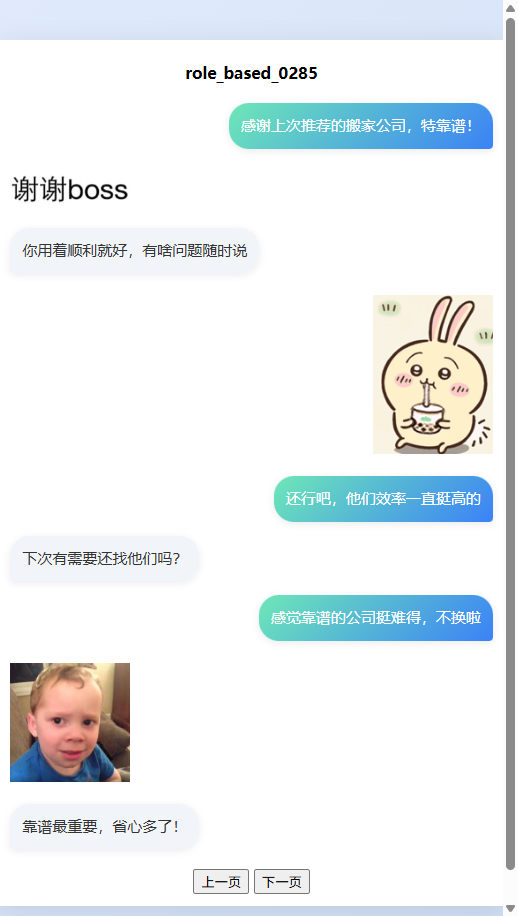 role_based_0285
感谢上次推荐的搬家公司，特靠谱！
谢谢boss
你用着顺利就好，有啥问题随时说
还行吧，他们效率一直挺高的
下次有需要还找他们吗？
感觉靠谱的公司挺难得，不换啦
靠谱最重要，省心多了！
上一页 下一页